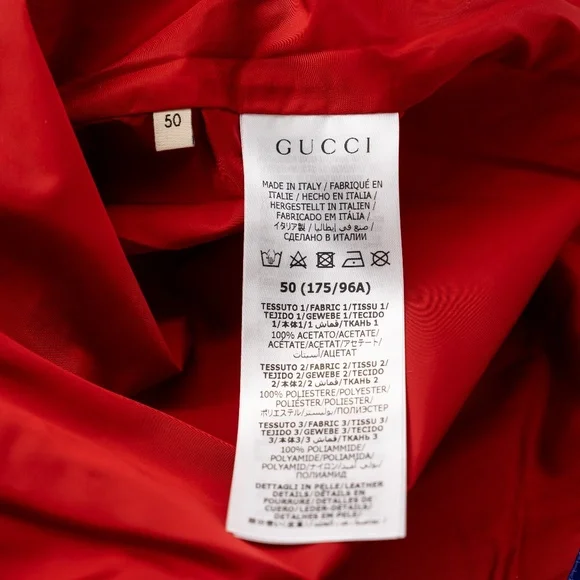 50
GUCCI
MADE IN ITALY / FABRIQUÉ EN
ITALIE / HECHO EN ITALIA /
HERGESTELLT IN ITALIEN /
FABRICADO EM ITÁLIA /
イタリア製 / صنع في إيطاليا /
СДЕЛАНО В ИТАЛИИ
50 (175/96A)
TESSUTO 1/FABRIC 1/TISSU 1/
TEJIDO 1/GEWEBE 1/TECIDO
1/本体1/قماش 1/ТКАНЬ 1
100% ACETATO/ACETATE/
ACÉTATE/ACETAT/アセテート/
أسيتات/АЦЕТАТ
TESSUTO 2/FABRIC 2/TISSU 2/
TEJIDO 2/GEWEBE 2/TECIDO
2/本体2/قماش 2/ТКАНЬ 2
100% POLIESTERE/POLYESTER/
POLIÉSTER/POLYESTER/
ポリエステル/بوليستر/ПОЛИЭСТЕР
TESSUTO 3/FABRIC 3/TISSU 3/
TEJIDO 3/GEWEBE 3/TECIDO
3/本体3/قماش 3/ТКАНЬ 3
100% POLIAMMIDE/
POLYAMIDE/POLIAMIDA/
POLYAMID/ナイロン/بولي أميد/
ПОЛИАМИД
DETTAGLI IN PELLE/LEATHER
DETAILS/DÉTAILS EN
FOURRURE/DETALLES DE
CUERO/LEDER-DETAILS/
DETALHES EM PELE/